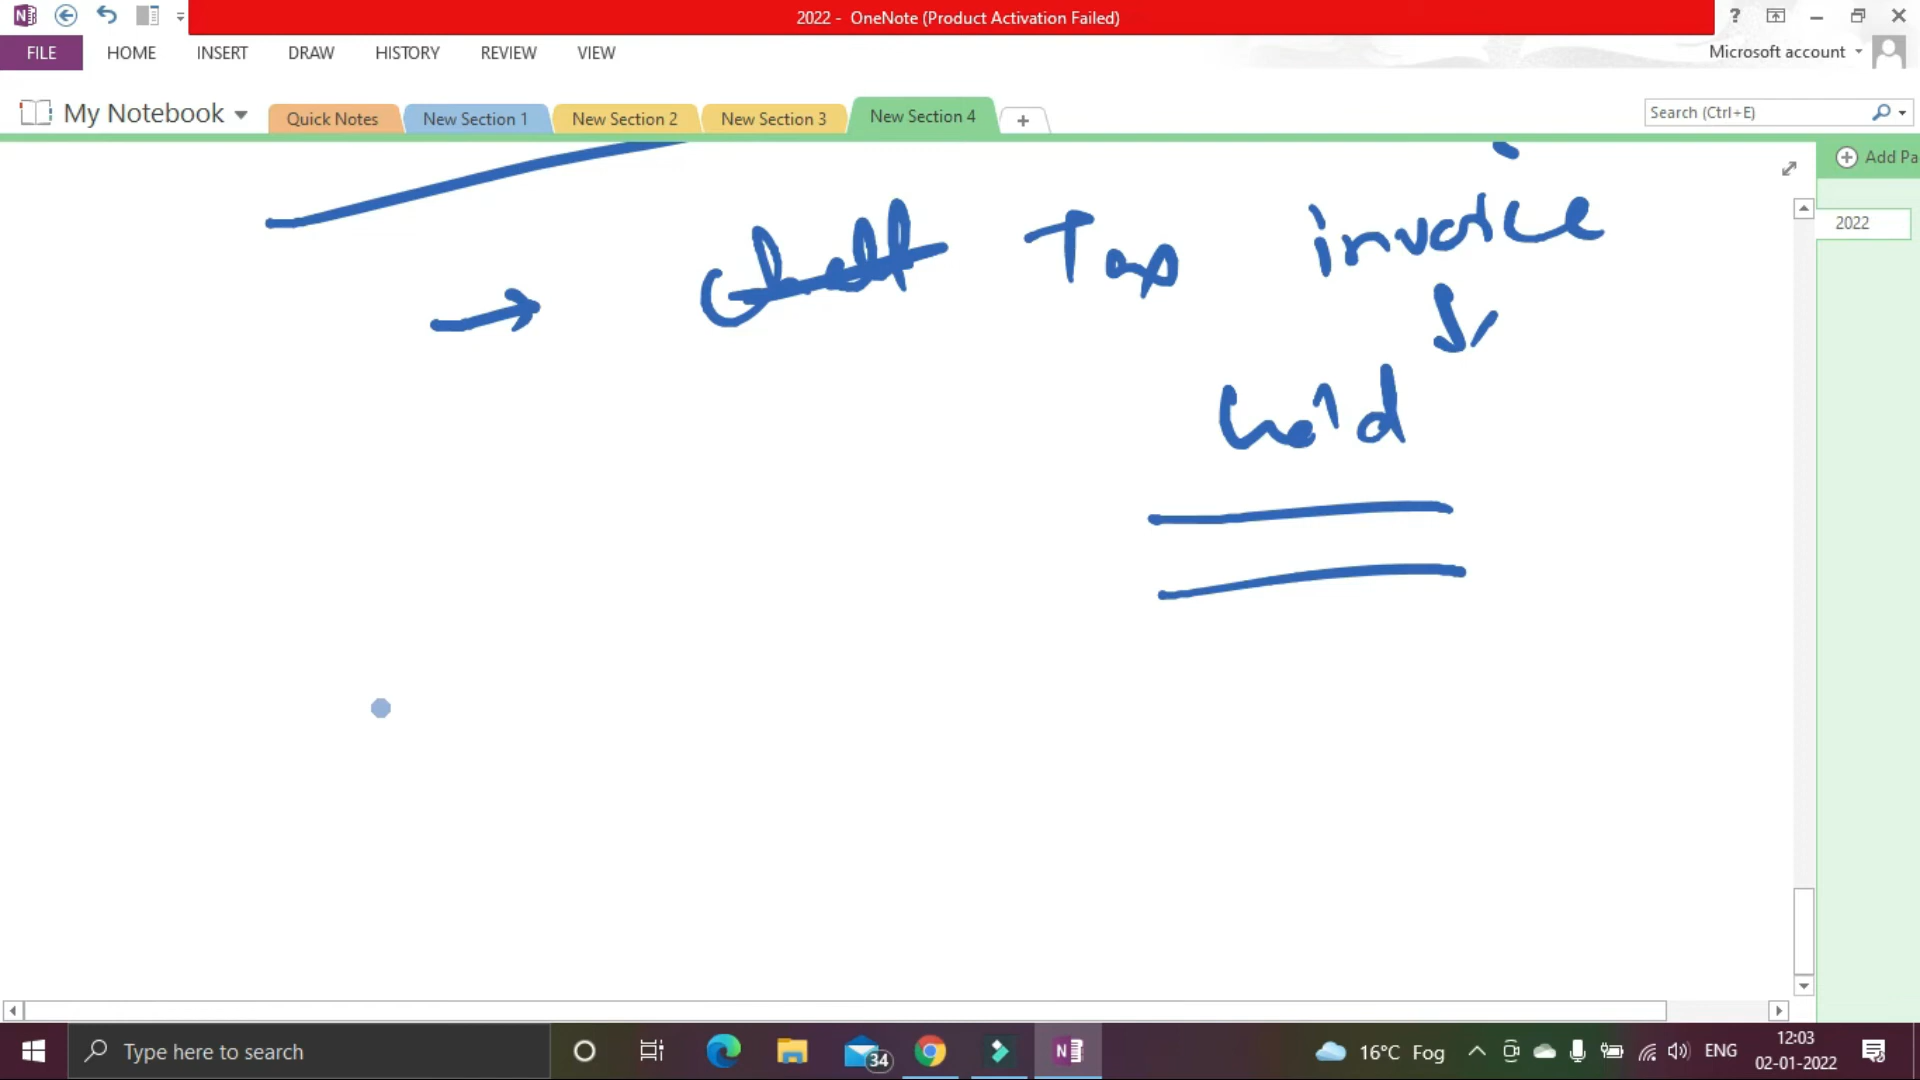 2022 - OneNote (Product Activation Failed)
?
FILE HOME INSERT DRAW HISTORY REVIEW VIEW
Microsoft account
My Notebook
Quick Notes
New Section 1
New Section 2
New Section 3
New Section 4
+
Search (Ctrl+E)
Add Pa
2022
Tax invoice
hold
Type here to search
34
16°C Fog
ENG
12:03
02-01-2022